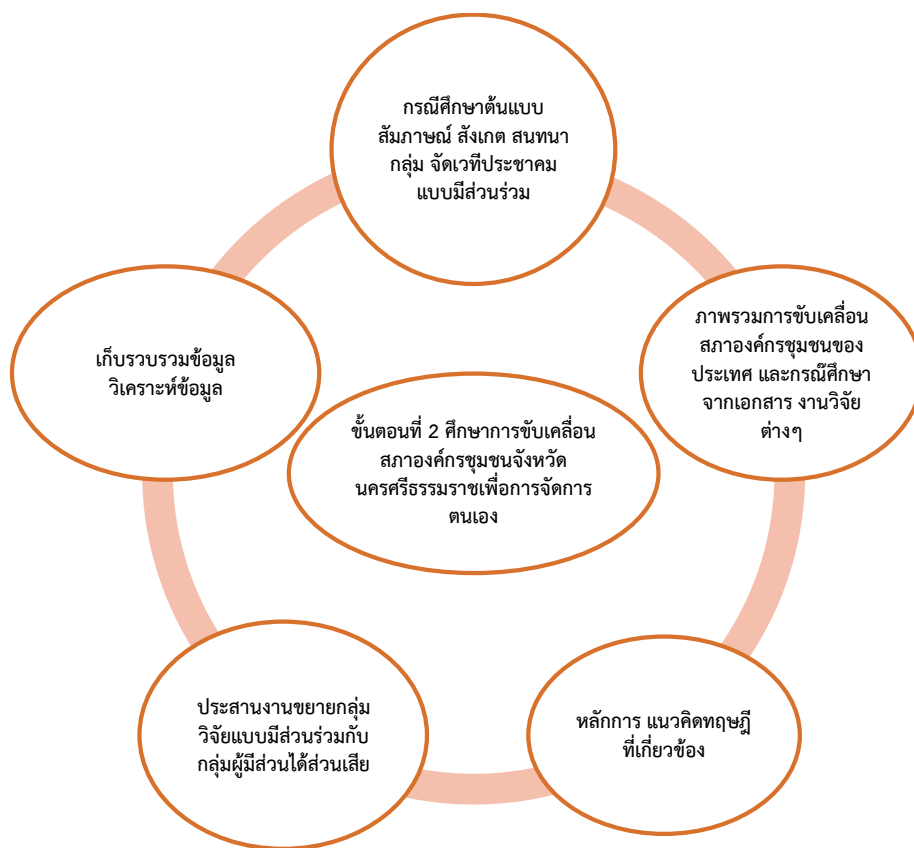 กรณีศึกษาต้นแบบ
สัมภาษณ์ สังเกต สนทนา
กลุ่ม จัดเวทีประชาคม
แบบมีส่วนร่วม
ภาพรวมการขับเคลื่อน
สภาองค์กรชุมชนของ
ประเทศ และกรณ๊ศึกษา
จากเอกสาร งานวิจัย
ต่างๆ
หลักการ แนวคิดทฤษฎี
ที่เกี่ยวข้อง
ประสานงานขยายกลุ่ม
วิจัยแบบมีส่วนร่วมกับ
กลุ่มผู้มีส่วนได้ส่วนเสีย
เก็บรวบรวมข้อมูล
วิเคราะห์ข้อมูล
ขั้นตอนที่ 2 ศึกษาการขับเคลื่อน
สภาองค์กรชุมชนจังหวัด
นครศรีธรรมราชเพื่อการจัดการ
ตนเอง